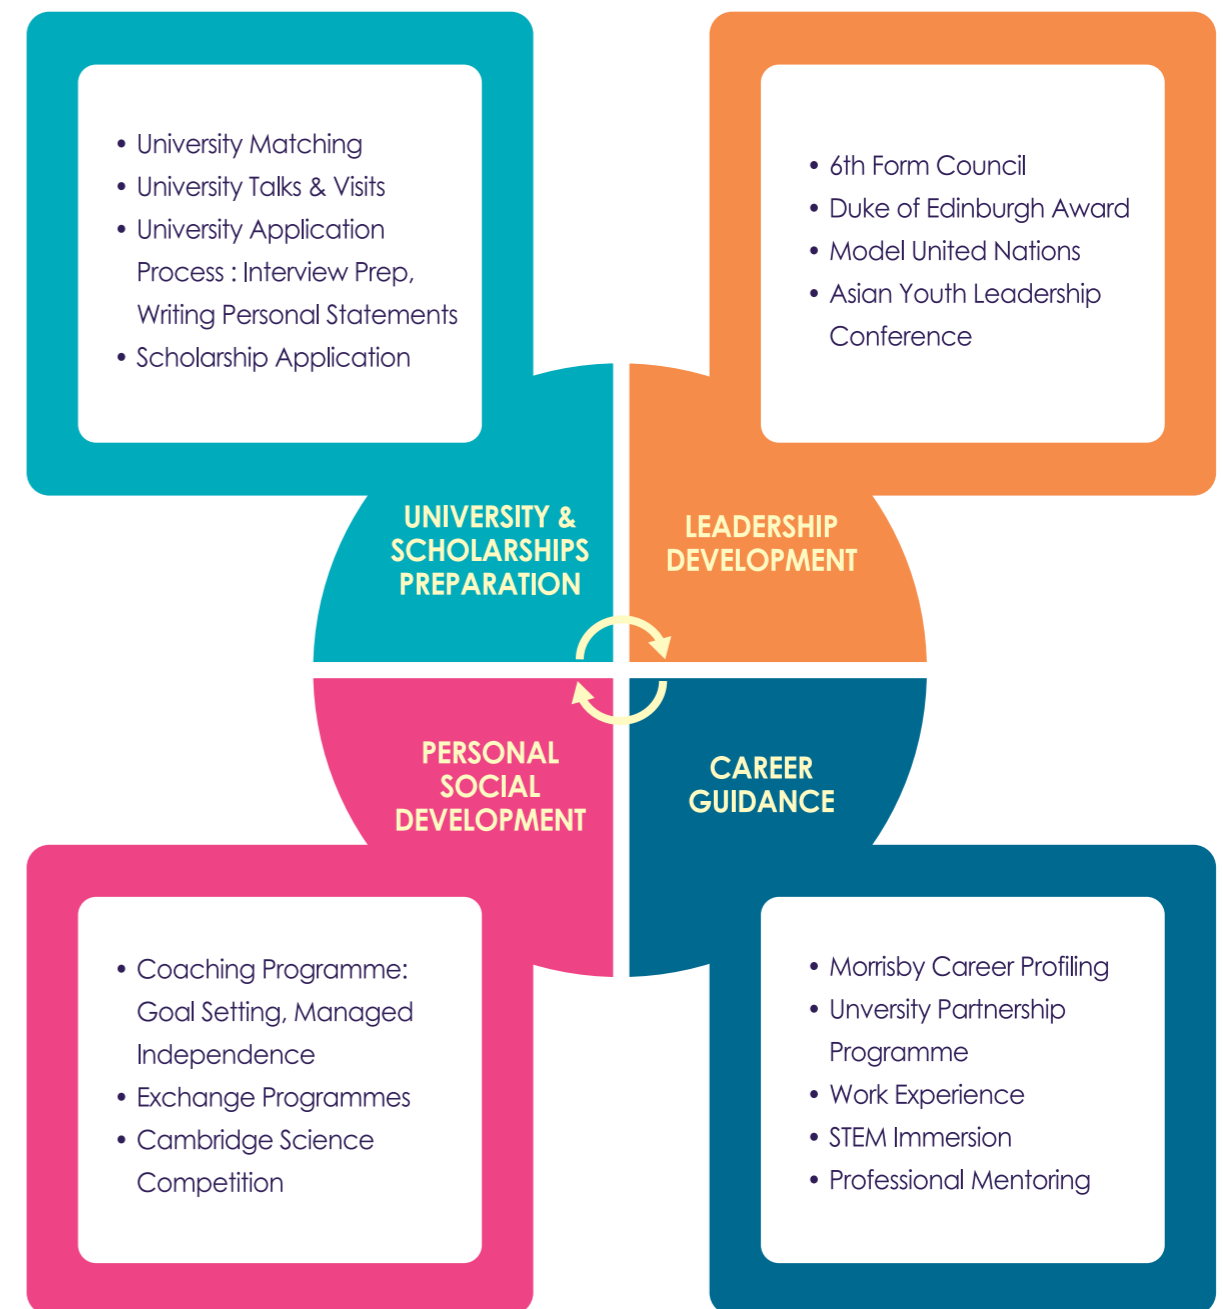 • University Matching
• University Talks & Visits
• University Application
Process : Interview Prep,
Writing Personal Statements
• Scholarship Application
• 6th Form Council
• Duke of Edinburgh Award
• Model United Nations
• Asian Youth Leadership
Conference
UNIVERSITY &
SCHOLARSHIPS
PREPARATION
LEADERSHIP
DEVELOPMENT
PERSONAL
SOCIAL
DEVELOPMENT
CAREER
GUIDANCE
• Coaching Programme:
Goal Setting, Managed
Independence
• Exchange Programmes
• Cambridge Science
Competition
• Morrisby Career Profiling
• Unversity Partnership
Programme
• Work Experience
• STEM Immersion
• Professional Mentoring